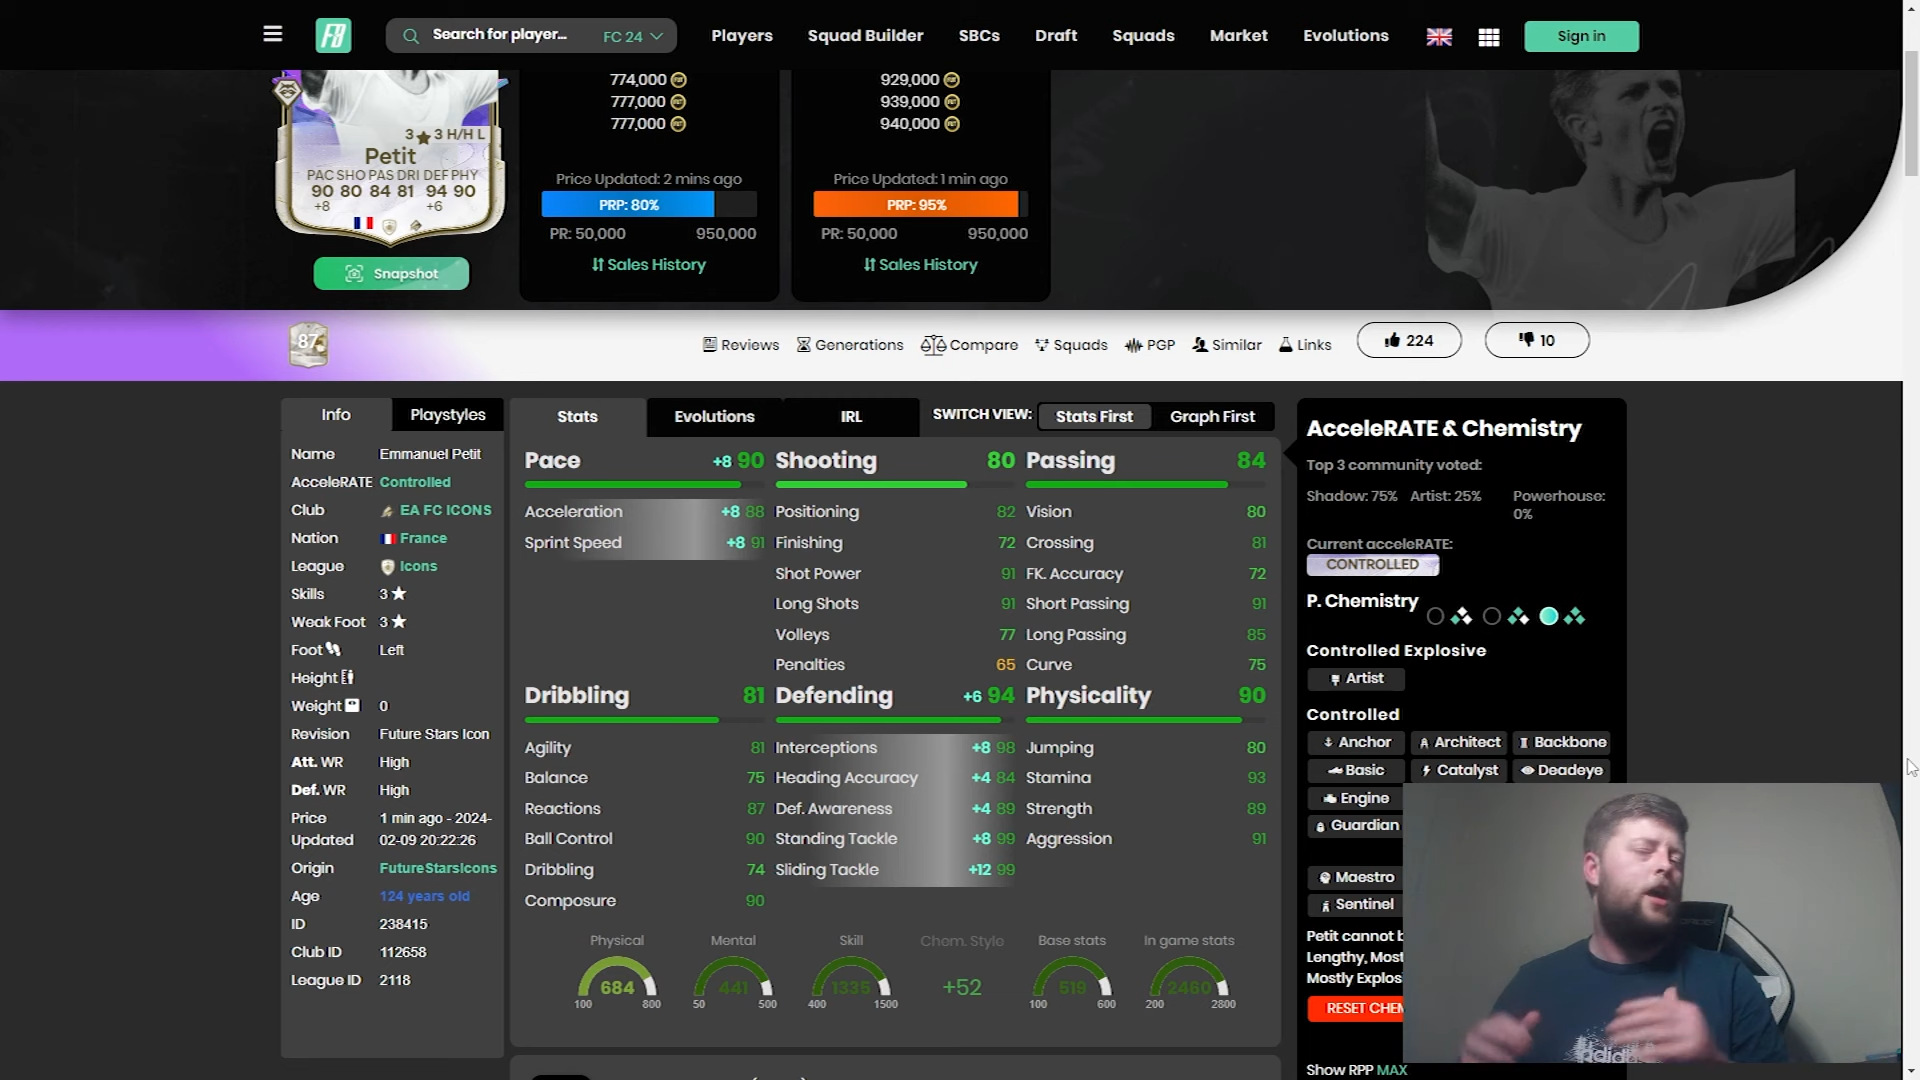 F8 Search for player... FC 24 Players Squad Builder SBCs Draft Squads Market Evolutions Sign in
774,000 929,000
777,000 939,000
777,000 940,000
3★3 H/H L
Petit
PAC SHO PAS DRI DEF PHY
90 80 84 81 94 90
+8 +6
Price Updated: 2 mins ago Price Updated: 1 min ago
PRP: 80% PRP: 95%
PR: 50,000 950,000 PR: 50,000 950,000
Sales History Sales History
Snapshot
87
Reviews Generations Compare Squads PGP Similar Links 224 10
Info Playstyles
Name Emmanuel Petit
AcceleRATE Controlled
Club EA FC ICONS
Nation France
League Icons
Skills 3★
Weak Foot 3★
Foot Left
Height
Weight 0
Revision Future Stars Icon
Att. WR High
Def. WR High
Price Updated 1 min ago - 2024-
02-09 20:22:26
Origin FutureStarsIcons
Age 124 years old
ID 238415
Club ID 112658
League ID 2118
Stats Evolutions IRL SWITCH VIEW: Stats First Graph First
Pace +8 90
Acceleration +8 88
Sprint Speed +8 91
Shooting 80
Positioning 82
Finishing 72
Shot Power 91
Long Shots 91
Volleys 77
Penalties 65
Passing 84
Vision 80
Crossing 81
FK. Accuracy 72
Short Passing 91
Long Passing 85
Curve 75
Dribbling 81
Agility 81
Balance 75
Reactions 87
Ball Control 90
Dribbling 74
Composure 90
Defending +6 94
Interceptions +8 98
Heading Accuracy +4 84
Def. Awareness +4 89
Standing Tackle +8 99
Sliding Tackle +12 99
Physicality 90
Jumping 80
Stamina 93
Strength 89
Aggression 91
Physical Mental Skill Chem. Style Base stats In game stats
684 441 1335 +52 519 2460
100 800 50 500 400 1500 100 600 200 2800
AcceleRATE & Chemistry
Top 3 community voted:
Shadow: 75% Artist: 25% Powerhouse:
0%
Current acceleRATE:
CONTROLLED
P. Chemistry
Controlled Explosive
Artist
Controlled
Anchor Architect Backbone
Basic Catalyst Deadeye
Engine
Guardian
Maestro
Sentinel
Petit cannot b
Lengthy, Most
Mostly Explos
RESET CHEM
Show RPP MAX